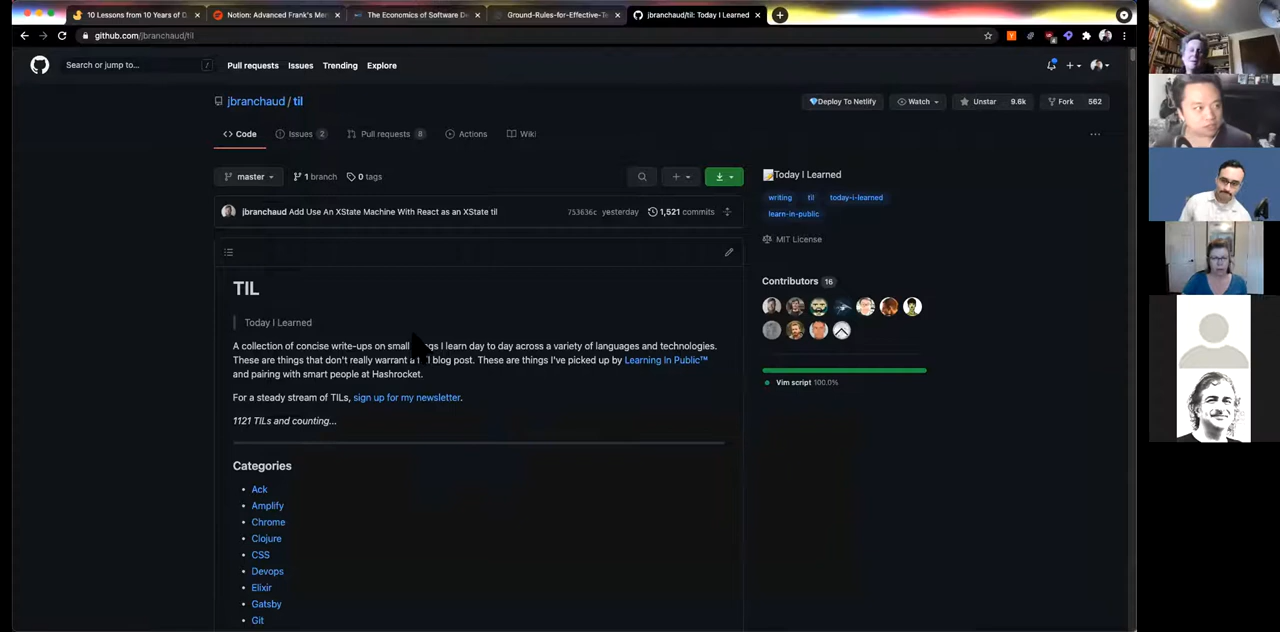 10 Lessons from 10 Years of D
Notion: Advanced Frank's Me
The Economics of Software De
Ground-Rules-for-Effective-Te
jbranchaud/til: Today I Learned
github.com/jbranchaud/til
Search or jump to...
/
Pull requests
Issues
Trending
Explore
jbranchaud / til
Deploy To Netlify
Watch
Unstar 9.6k
Fork 562
Code
Issues 2
Pull requests 8
Actions
Wiki
master
1 branch
0 tags
jbranchaud Add Use An XState Machine With React as an XState til
753636c yesterday
1,521 commits
TIL
Today I Learned
A collection of concise write-ups on small things I learn day to day across a variety of languages and technologies.
These are things that don't really warrant a full blog post. These are things I've picked up by Learning In Public™
and pairing with smart people at Hashrocket.
For a steady stream of TILs, sign up for my newsletter.
1121 TILs and counting...
Categories
• Ack
• Amplify
• Chrome
• Clojure
• CSS
• Devops
• Elixir
• Gatsby
• Git
Today I Learned
writing til today-i-learned
learn-in-public
MIT License
Contributors 16
Vim script 100.0%